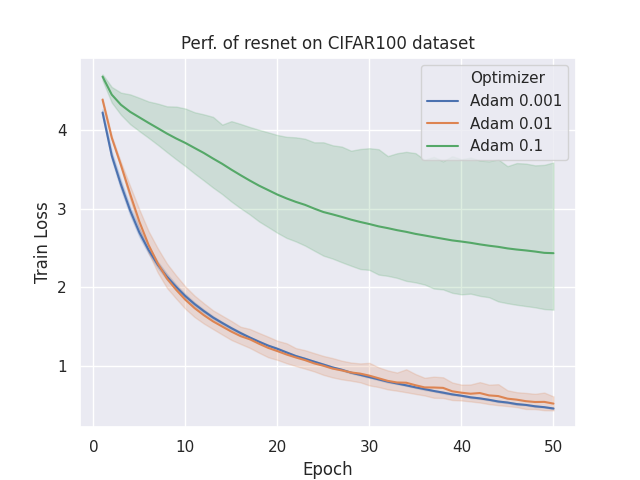 Perf. of resnet on CIFAR100 dataset
Optimizer
Adam 0.001
Adam 0.01
Adam 0.1
Train Loss
4
3
2
1
0 10 20 30 40 50
Epoch